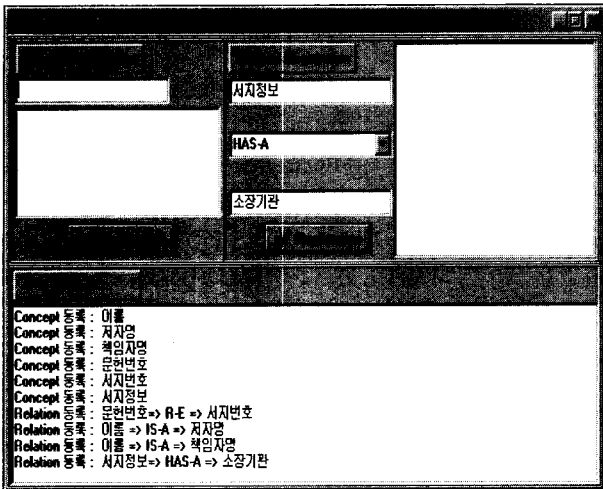 서지정보
HAS-A
소장기관
Concept 등록 : 이름
Concept 등록 : 저자명
Concept 등록 : 책임자명
Concept 등록 : 문헌번호
Concept 등록 : 서지번호
Concept 등록 : 서지정보
Relation 등록 : 문헌번호=> R-E => 서지번호
Relation 등록 : 이름 => IS-A => 저자명
Relation 등록 : 이름 => IS-A => 책임자명
Relation 등록 : 서지정보=> HAS-A => 소장기관